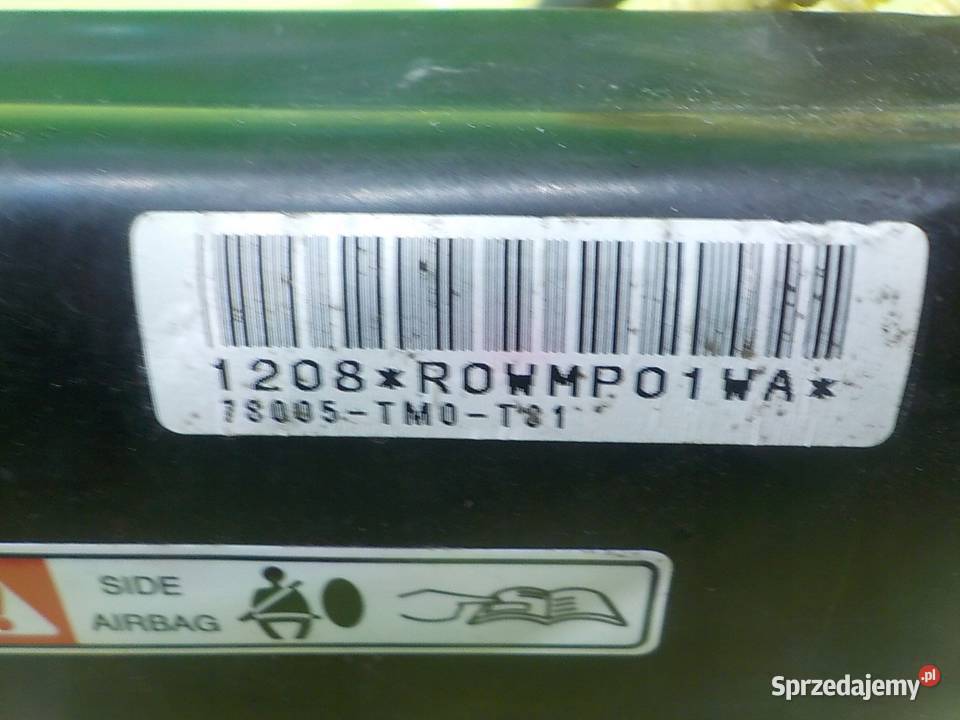 1208*R0WMP01WA*
78005-TM0-T81
SIDE
AIRBAG
Sprzedajemy.pl